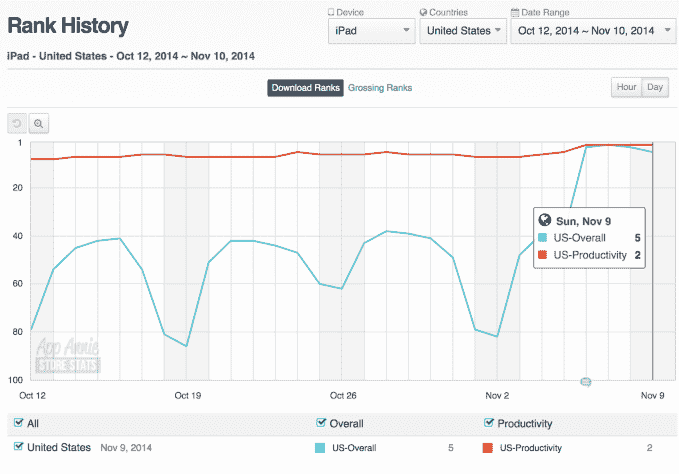 Rank History
Device
iPad
Countries
United States
Date Range
Oct 12, 2014 ~ Nov 10, 2014
iPad - United States - Oct 12, 2014 ~ Nov 10, 2014
Download Ranks Grossing Ranks
Hour Day
1
20
40
60
80
100
Sun, Nov 9
US-Overall 5
US-Productivity 2
App Annie
STORE STATS
Oct 12 Oct 19 Oct 26 Nov 2 Nov 9
All Overall Productivity
United States Nov 9, 2014 US-Overall 5 US-Productivity 2